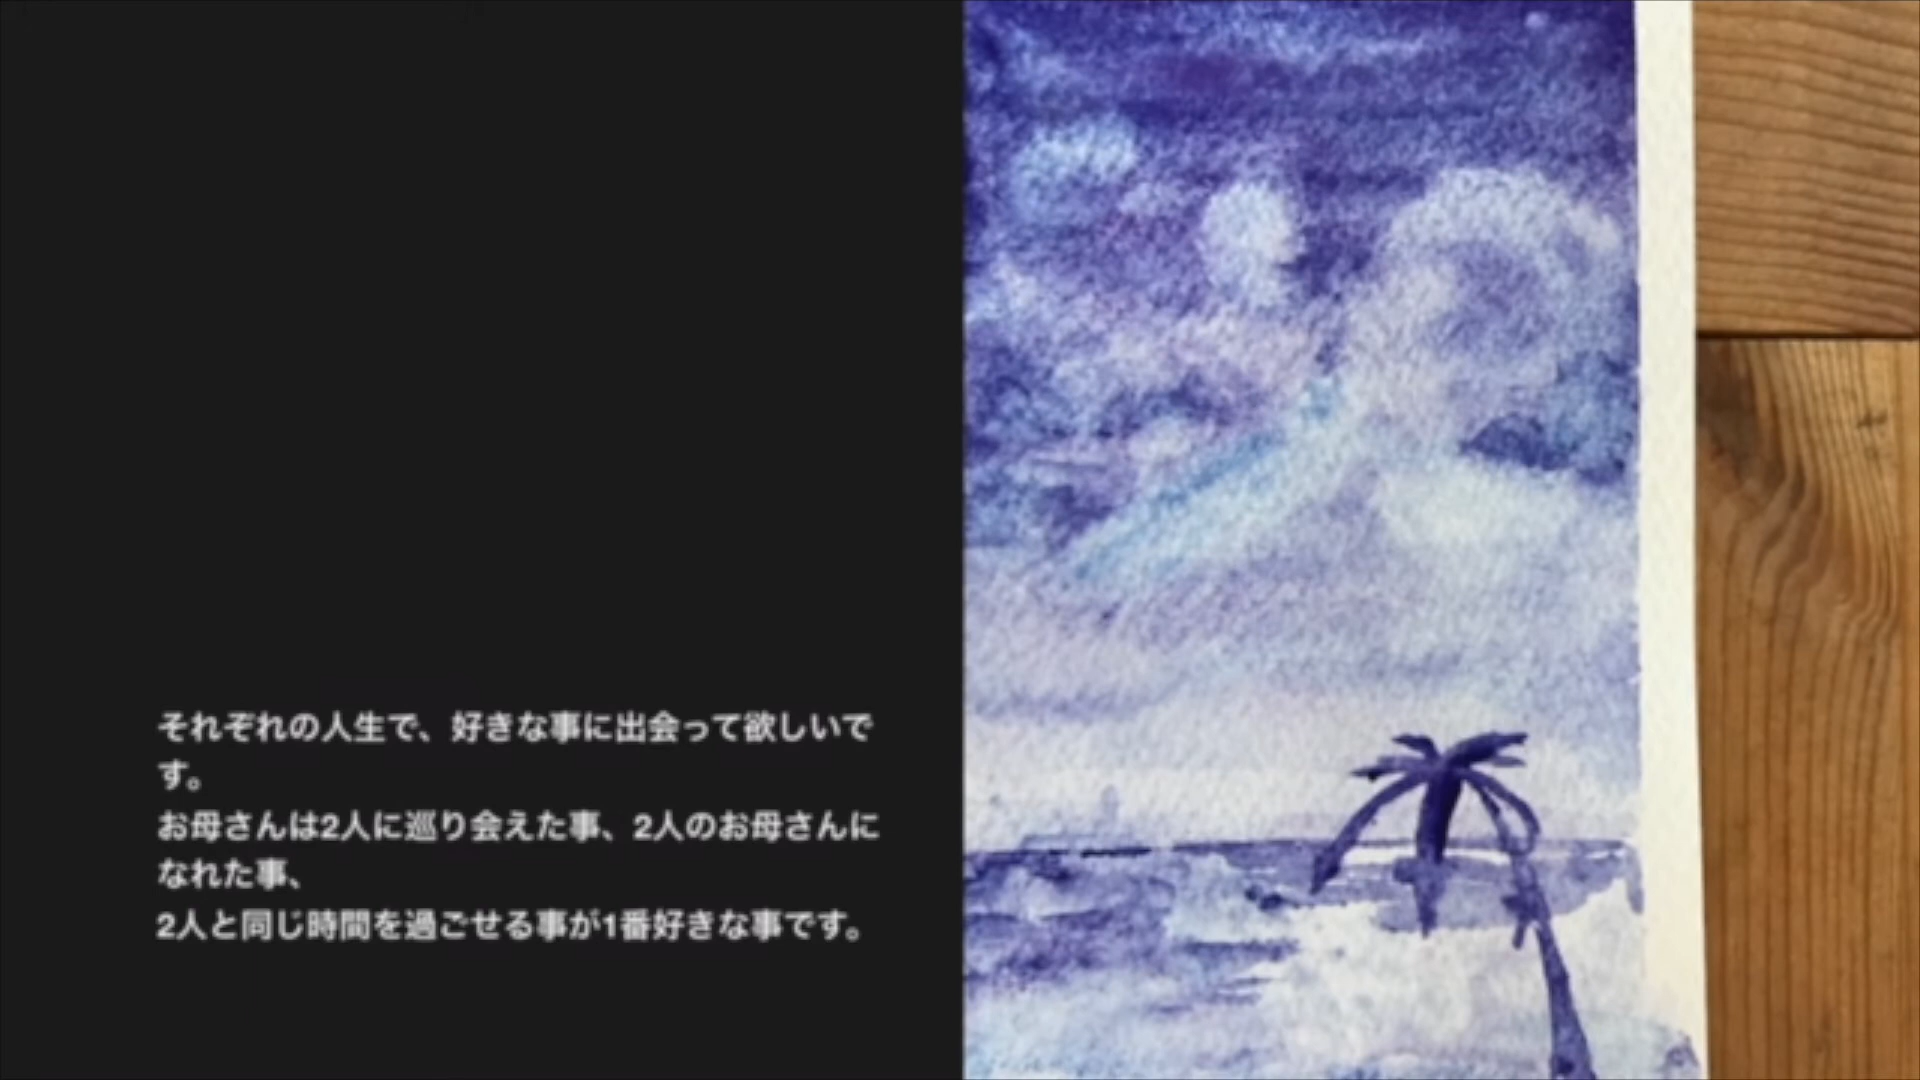 それぞれの人生で、好きな事に出会って欲しいで
す。
お母さんは2人に巡り会えた事、2人のお母さんに
なれた事、
2人と同じ時間を過ごせる事が1番好きな事です。